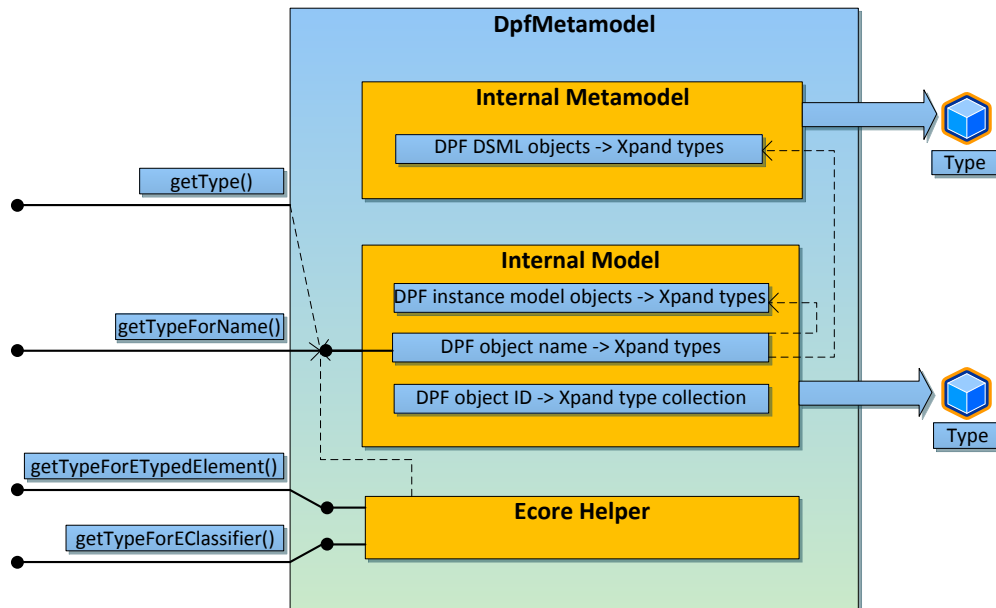 DpfMetamodel
Internal Metamodel
DPF DSML objects -> Xpand types
Type
getType()
Internal Model
DPF instance model objects -> Xpand types
getTypeForName()
DPF object name -> Xpand types
DPF object ID -> Xpand type collection
Type
getTypeForETypedElement()
Ecore Helper
getTypeForEClassifier()